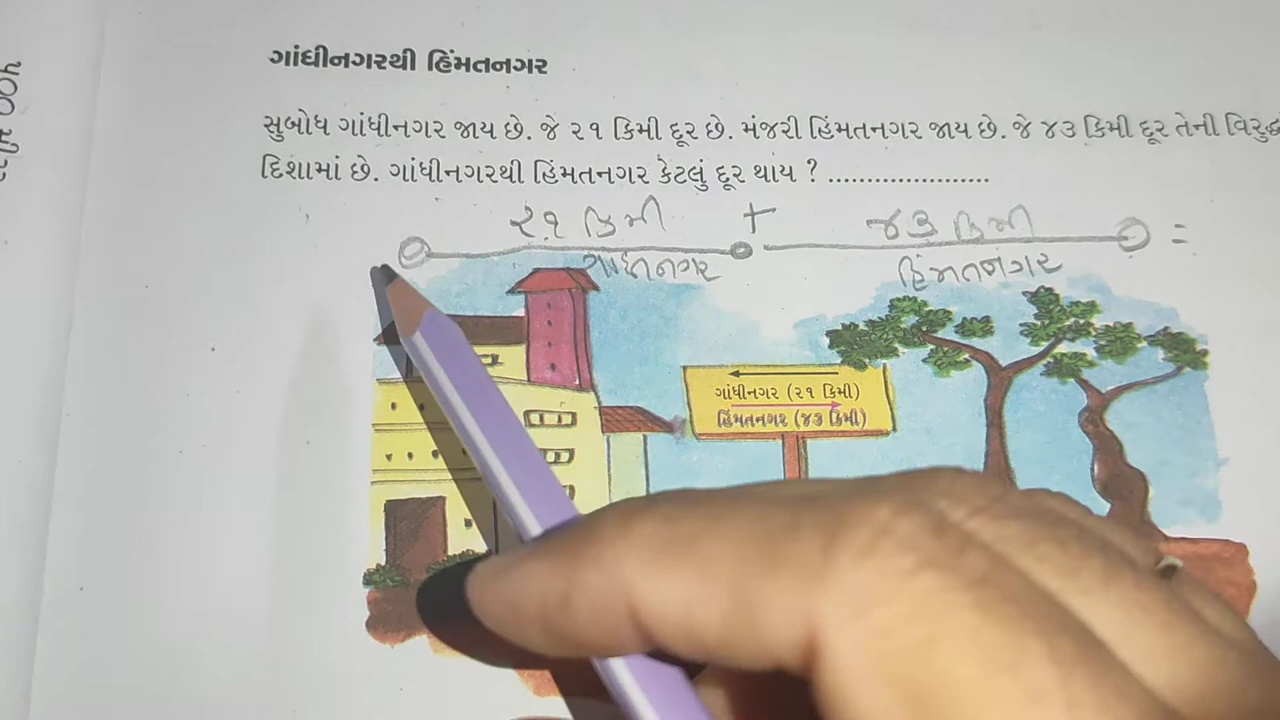 ગાંધીનગરથી હિંમતનગર
સુબોધ ગાંધીનગર જાય છે. જે ૨૧ કિમી દૂર છે. મંજરી હિંમતનગર જાય છે. જે ૪૩ કિમી દૂર તેની વિરુદ્ધ
દિશામાં છે. ગાંધીનગરથી હિંમતનગર કેટલું દૂર થાય ? .....................
૨૧ કિમી + ૪૩ કિમી =
ગાંધીનગર હિંમતનગર
ગાંધીનગર (૨૧ કિમી)
હિંમતનગર (૪૩ કિમી)